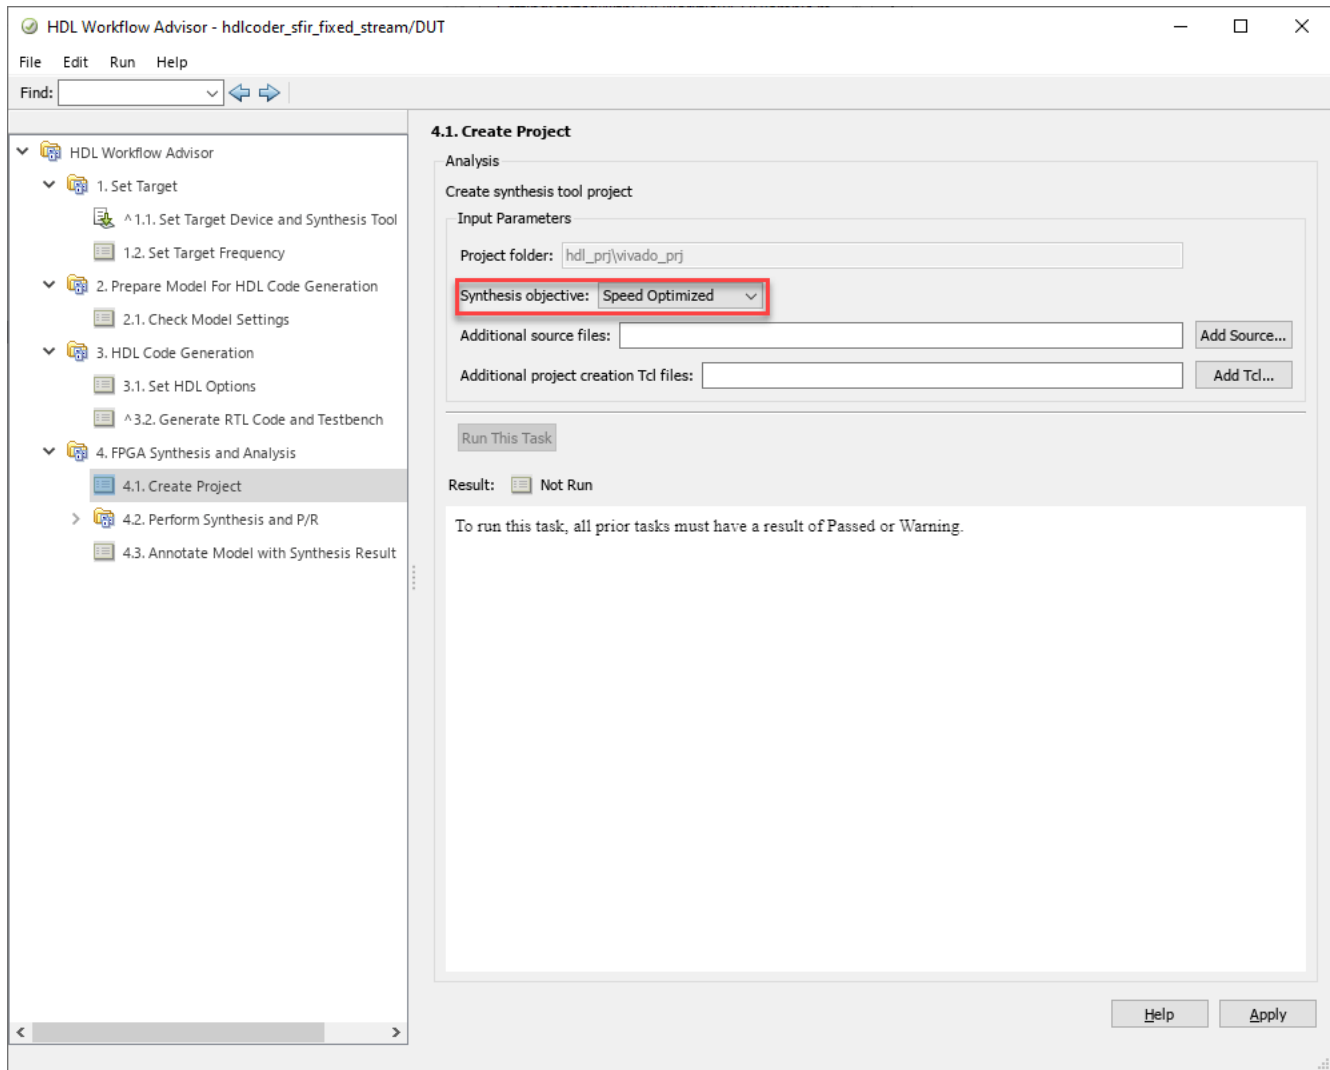 HDL Workflow Advisor - hdlcoder_sfir_fixed_stream/DUT
File Edit Run Help
Find:
HDL Workflow Advisor
1. Set Target
^1.1. Set Target Device and Synthesis Tool
1.2. Set Target Frequency
2. Prepare Model For HDL Code Generation
2.1. Check Model Settings
3. HDL Code Generation
3.1. Set HDL Options
^3.2. Generate RTL Code and Testbench
4. FPGA Synthesis and Analysis
4.1. Create Project
4.2. Perform Synthesis and P/R
4.3. Annotate Model with Synthesis Result
4.1. Create Project
Analysis
Create synthesis tool project
Input Parameters
Project folder: hdl_prj\vivado_prj
Synthesis objective: Speed Optimized
Additional source files: Add Source...
Additional project creation Tcl files: Add Tcl...
Run This Task
Result: Not Run
To run this task, all prior tasks must have a result of Passed or Warning.
Help Apply